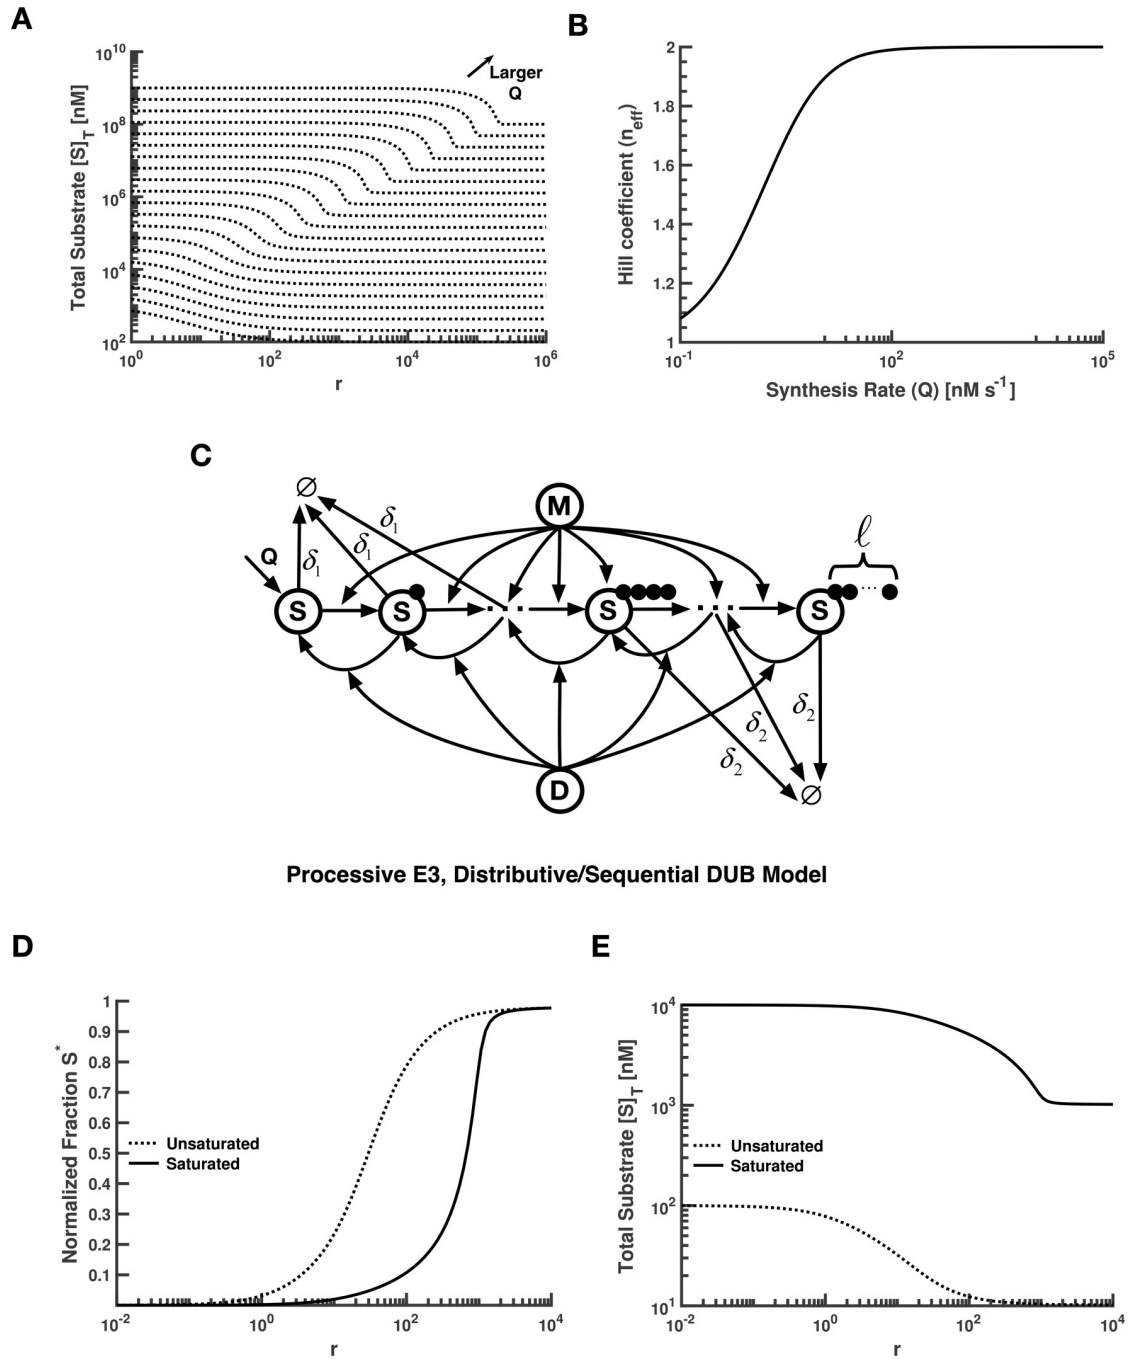 A
Total Substrate [S]T [nM]
10^10
10^8
10^6
10^4
10^2
Larger
Q
10^0
10^2
10^4
10^6
r
B
Hill coefficient (neff)
2
1.8
1.6
1.4
1.2
1
10^-1
10^2
10^5
Synthesis Rate (Q) [nM s^-1]
C
∅
M
δ1
δ1
δ1
Q
ℓ
S
S
S
S
δ2
δ2
δ2
D
∅
Processive E3, Distributive/Sequential DUB Model
D
Normalized Fraction S*
1
0.9
0.8
0.7
0.6
0.5
0.4
0.3
0.2
0.1
Unsaturated
Saturated
10^-2
10^0
10^2
10^4
r
E
Total Substrate [S]T [nM]
10^4
10^3
10^2
10^1
Unsaturated
Saturated
10^-2
10^0
10^2
10^4
r